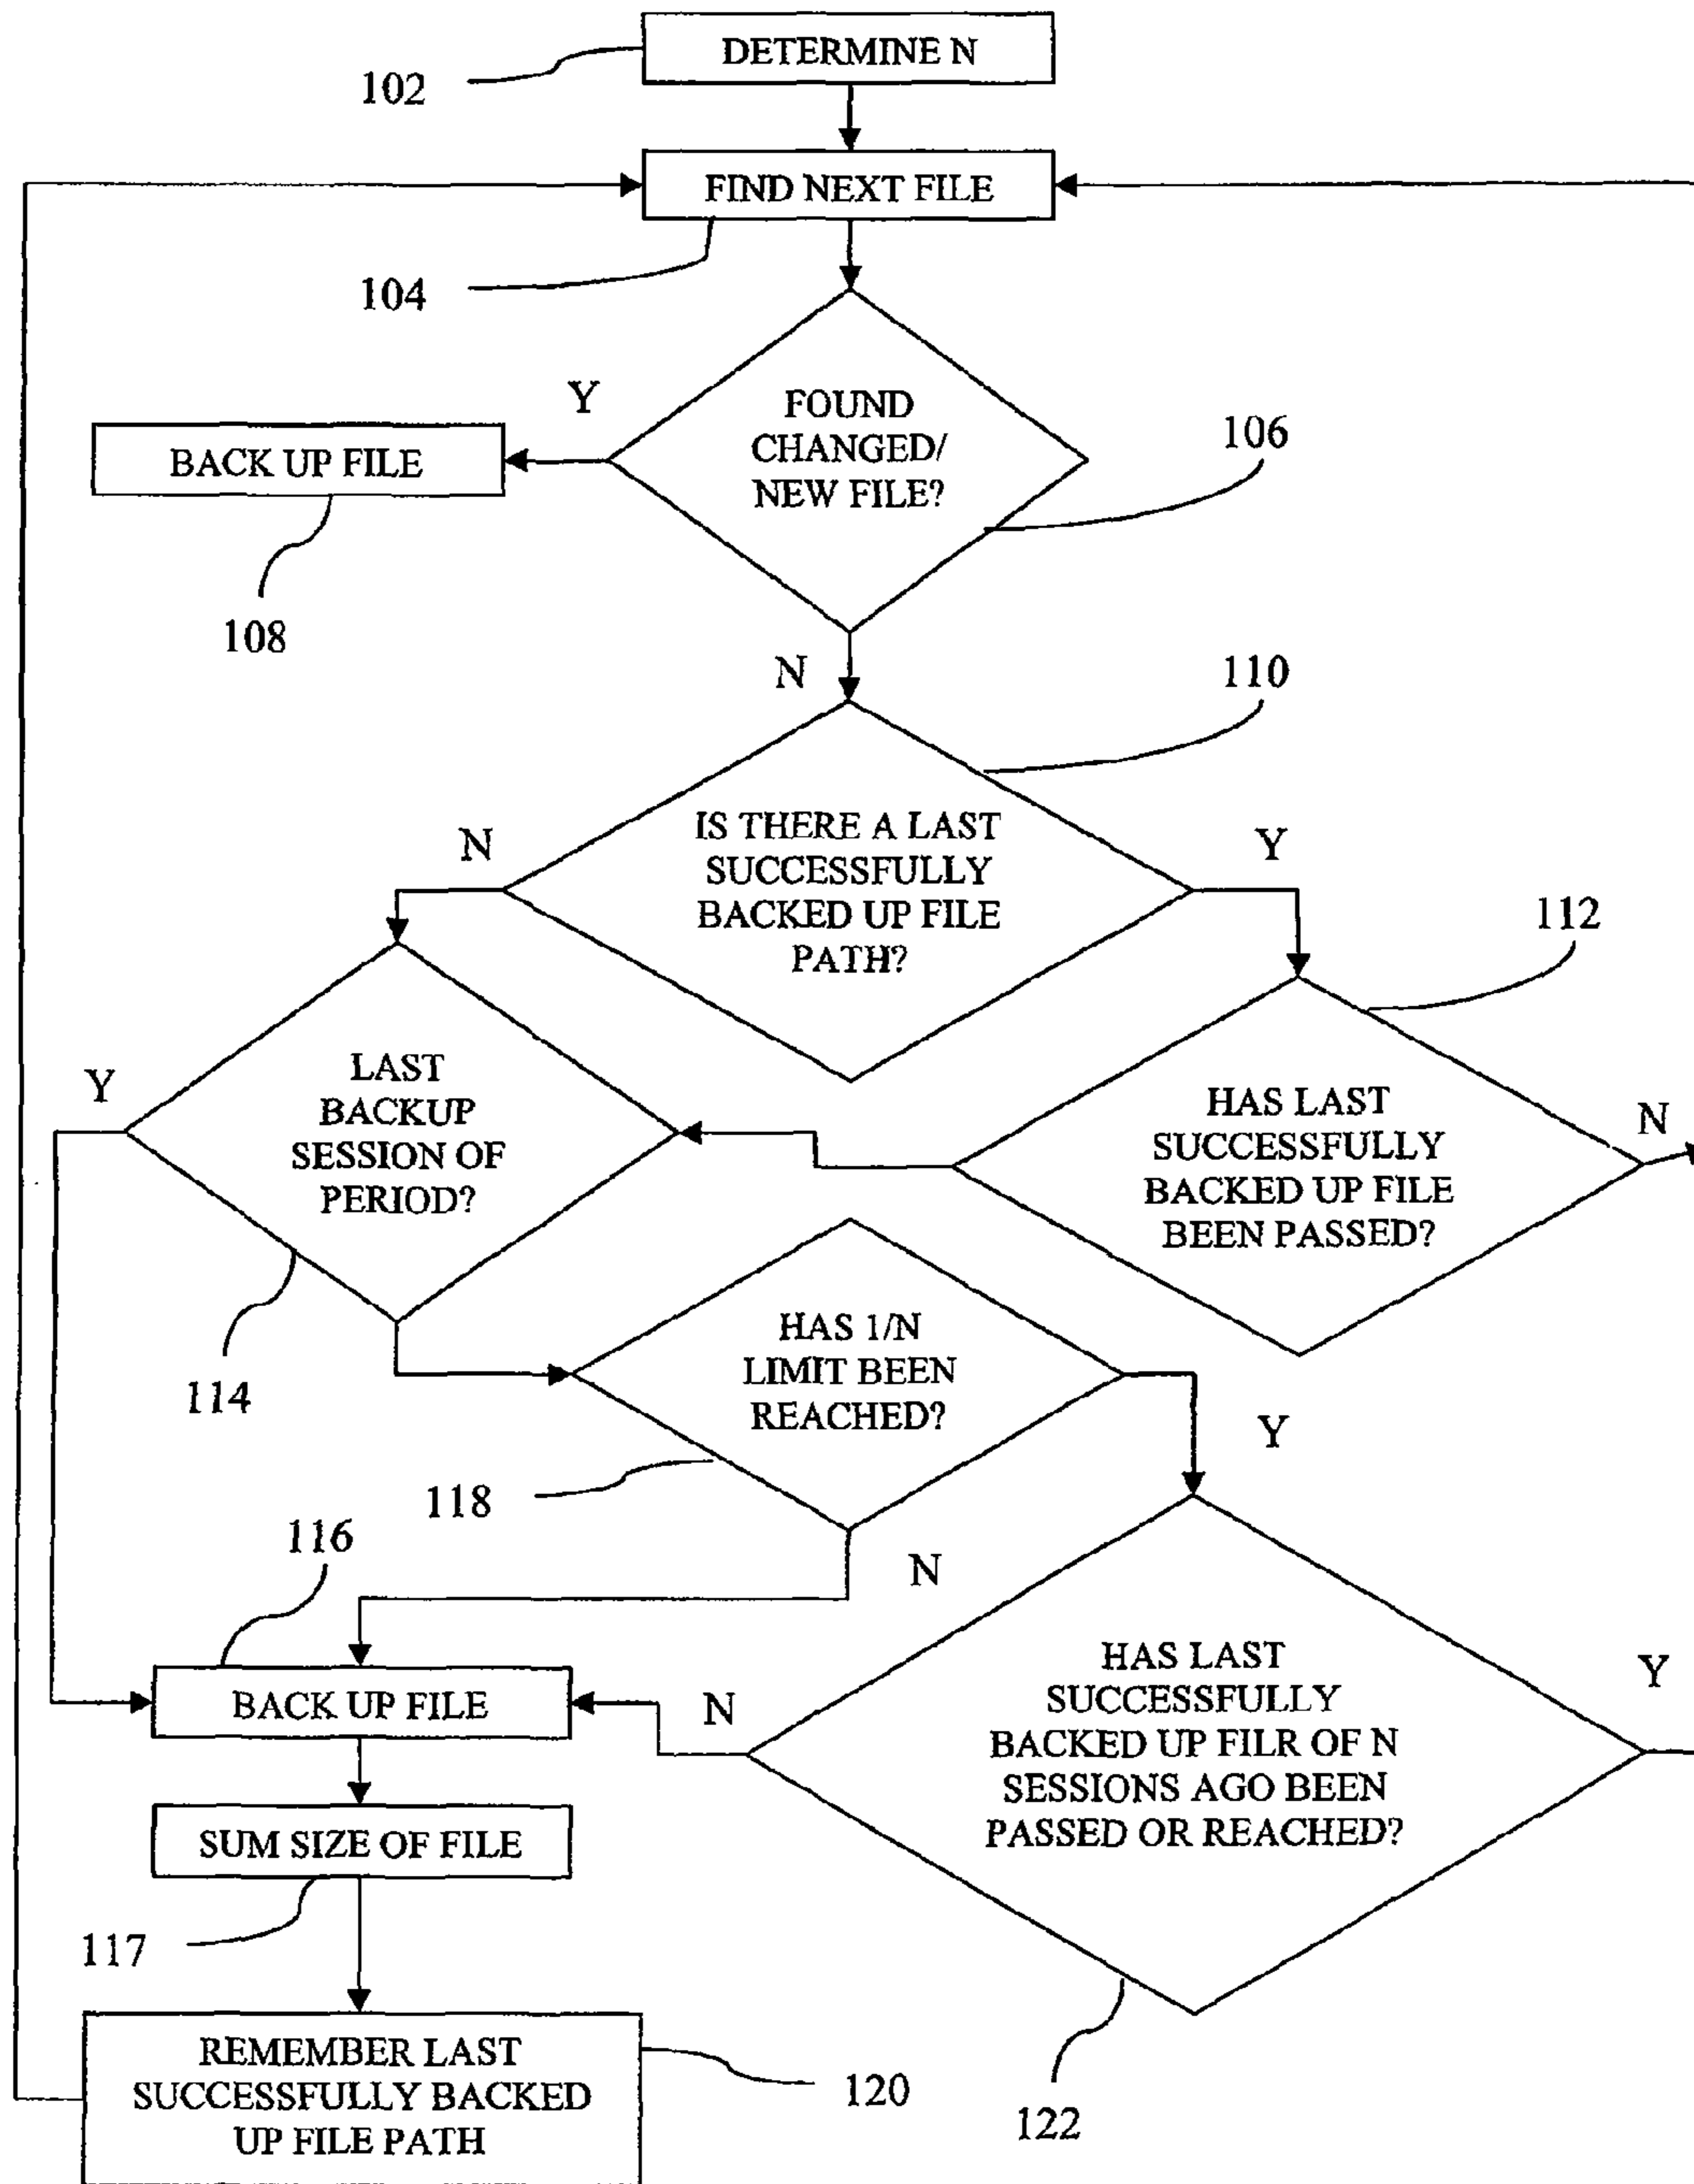 DETERMINE N
102
FIND NEXT FILE
104
FOUND
CHANGED/
NEW FILE?
Y
106
BACK UP FILE
108
N
110
IS THERE A LAST
SUCCESSFULLY
BACKED UP FILE
PATH?
N
Y
112
LAST
BACKUP
SESSION OF
PERIOD?
Y
HAS LAST
SUCCESSFULLY
BACKED UP FILE
BEEN PASSED?
N
114
HAS 1/N
LIMIT BEEN
REACHED?
Y
118
116
N
BACK UP FILE
HAS LAST
SUCCESSFULLY
BACKED UP FILR OF N
SESSIONS AGO BEEN
PASSED OR REACHED?
N
Y
SUM SIZE OF FILE
117
REMEMBER LAST
SUCCESSFULLY BACKED
UP FILE PATH
120
122